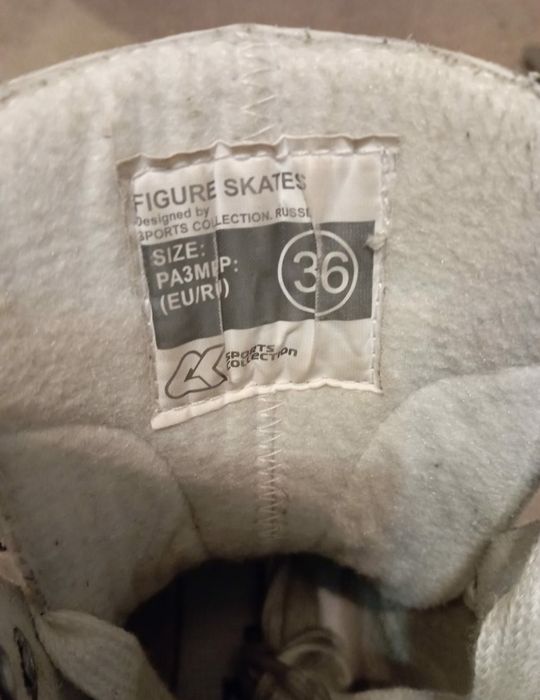 FIGURE SKATES
Designed by
SPORTS COLLECTION. RUSSI
SIZE:
РАЗМЕР:
(EU/RU)
36
SPORTS
COLLECTION